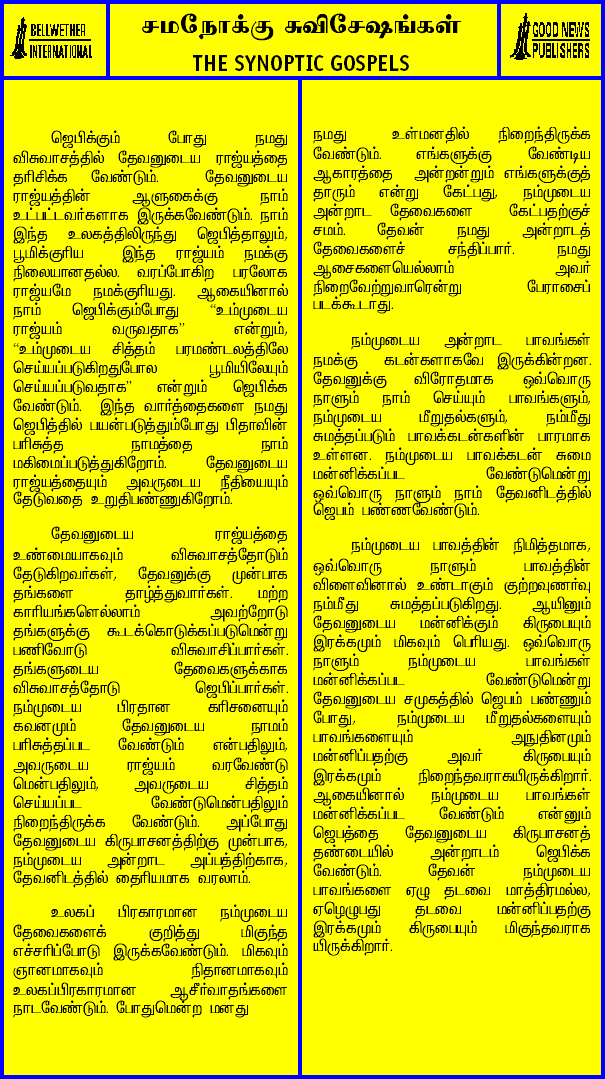 BELLWETHER
INTERNATIONAL
சமநோக்கு சுவிசேஷங்கள்
THE SYNOPTIC GOSPELS
GOOD NEWS
PUBLISHERS
ஜெபிக்கும் போது நமது
விசுவாசத்தில் தேவனுடைய ராஜ்யத்தை
தரிசிக்க வேண்டும். தேவனுடைய
ராஜ்யத்தின் ஆளுகைக்கு நாம்
உட்பட்டவர்களாக இருக்கவேண்டும். நாம்
இந்த உலகத்திலிருந்து ஜெபித்தாலும்,
பூமிக்குரிய இந்த ராஜ்யம் நமக்கு
நிலையானதல்ல. வரப்போகிற பரலோக
ராஜ்யமே நமக்குரியது. ஆகையினால்
நாம் ஜெபிக்கும்போது “உம்முடைய
ராஜ்யம் வருவதாக” என்றும்,
“உம்முடைய சித்தம் பரமண்டலத்திலே
செய்யப்படுகிறதுபோல பூமியிலேயும்
செய்யப்படுவதாக” என்றும் ஜெபிக்க
வேண்டும். இந்த வார்த்தைகளை நமது
ஜெபத்தில் பயன்படுத்தும்போது பிதாவின்
பரிசுத்த நாமத்தை நாம்
மகிமைப்படுத்துகிறோம். தேவனுடைய
ராஜ்யத்தையும் அவருடைய நீதியையும்
தேடுவதை உறுதிபண்ணுகிறோம்.
தேவனுடைய ராஜ்யத்தை
உண்மையாகவும் விசுவாசத்தோடும்
தேடுகிறவர்கள், தேவனுக்கு முன்பாக
தங்களை தாழ்த்துவார்கள். மற்ற
காரியங்களெல்லாம் அவற்றோடு
தங்களுக்கு கூடக்கொடுக்கப்படுமென்று
பணிவோடு விசுவாசிப்பார்கள்.
தங்களுடைய தேவைகளுக்காக
விசுவாசத்தோடு ஜெபிப்பார்கள்.
நம்முடைய பிரதான கரிசனையும்
கவனமும் தேவனுடைய நாமம்
பரிசுத்தப்பட வேண்டும் என்பதிலும்,
அவருடைய ராஜ்யம் வரவேண்டு
மென்பதிலும், அவருடைய சித்தம்
செய்யப்பட வேண்டுமென்பதிலும்
நிறைந்திருக்க வேண்டும். அப்போது
தேவனுடைய கிருபாசனத்திற்கு முன்பாக,
நம்முடைய அன்றாட அப்பத்திற்காக,
தேவனிடத்தில் தைரியமாக வரலாம்.
உலகப் பிரகாரமான நம்முடைய
தேவைகளைக் குறித்து மிகுந்த
எச்சரிப்போடு இருக்கவேண்டும். மிகவும்
ஞானமாகவும் நிதானமாகவும்
உலகப்பிரகாரமான ஆசீர்வாதங்களை
நாடவேண்டும். போதுமென்ற மனது
நமது உள்மனதில் நிறைந்திருக்க
வேண்டும். எங்களுக்கு வேண்டிய
ஆகாரத்தை அன்றன்றும் எங்களுக்குத்
தாரும் என்று கேட்பது, நம்முடைய
அன்றாட தேவைகளை கேட்பதற்குச்
சமம். தேவன் நமது அன்றாடத்
தேவைகளைச் சந்திப்பார். நமது
ஆசைகளையெல்லாம் அவர்
நிறைவேற்றுவாரென்று பேராசைப்
படக்கூடாது.
நம்முடைய அன்றாட பாவங்கள்
நமக்கு கடன்களாகவே இருக்கின்றன.
தேவனுக்கு விரோதமாக ஒவ்வொரு
நாளும் நாம் செய்யும் பாவங்களும்,
நம்முடைய மீறுதல்களும், நம்மீது
சுமத்தப்படும் பாவக்கடன்களின் பாரமாக
உள்ளன. நம்முடைய பாவக்கடன் சுமை
மன்னிக்கப்பட வேண்டுமென்று
ஒவ்வொரு நாளும் நாம் தேவனிடத்தில்
ஜெபம் பண்ணவேண்டும்.
நம்முடைய பாவத்தின் நிமித்தமாக,
ஒவ்வொரு நாளும் பாவத்தின்
விளைவினால் உண்டாகும் குற்றவுணர்வு
நம்மீது சுமத்தப்படுகிறது. ஆயினும்
தேவனுடைய மன்னிக்கும் கிருபையும்
இரக்கமும் மிகவும் பெரியது. ஒவ்வொரு
நாளும் நம்முடைய பாவங்கள்
மன்னிக்கப்பட வேண்டுமென்று
தேவனுடைய சமுகத்தில் ஜெபம் பண்ணும்
போது, நம்முடைய மீறுதல்களையும்
பாவங்களையும் அநுதினமும்
மன்னிப்பதற்கு அவர் கிருபையும்
இரக்கமும் நிறைந்தவராகயிருக்கிறார்.
ஆகையினால் நம்முடைய பாவங்கள்
மன்னிக்கப்பட வேண்டும் என்னும்
ஜெபத்தை தேவனுடைய கிருபாசனத்
தண்டையில் அன்றாடம் ஜெபிக்க
வேண்டும். தேவன் நம்முடைய
பாவங்களை ஏழு தடவை மாத்திரமல்ல,
ஏழெழுபது தடவை மன்னிப்பதற்கு
இரக்கமும் கிருபையும் மிகுந்தவராக
யிருக்கிறார்.